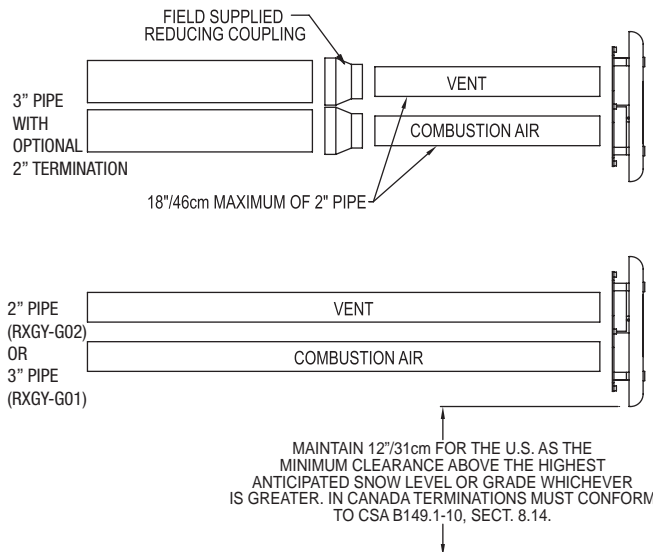 FIELD SUPPLIED
REDUCING COUPLING
VENT
3” PIPE
WITH
OPTIONAL
2” TERMINATION
COMBUSTION AIR
18"/46cm MAXIMUM OF 2" PIPE
2” PIPE
(RXGY-G02)
OR
3” PIPE
(RXGY-G01)
VENT
COMBUSTION AIR
MAINTAIN 12”/31cm FOR THE U.S. AS THE
MINIMUM CLEARANCE ABOVE THE HIGHEST
ANTICIPATED SNOW LEVEL OR GRADE WHICHEVER
IS GREATER. IN CANADA TERMINATIONS MUST CONFORM
TO CSA B149.1-10, SECT. 8.14.